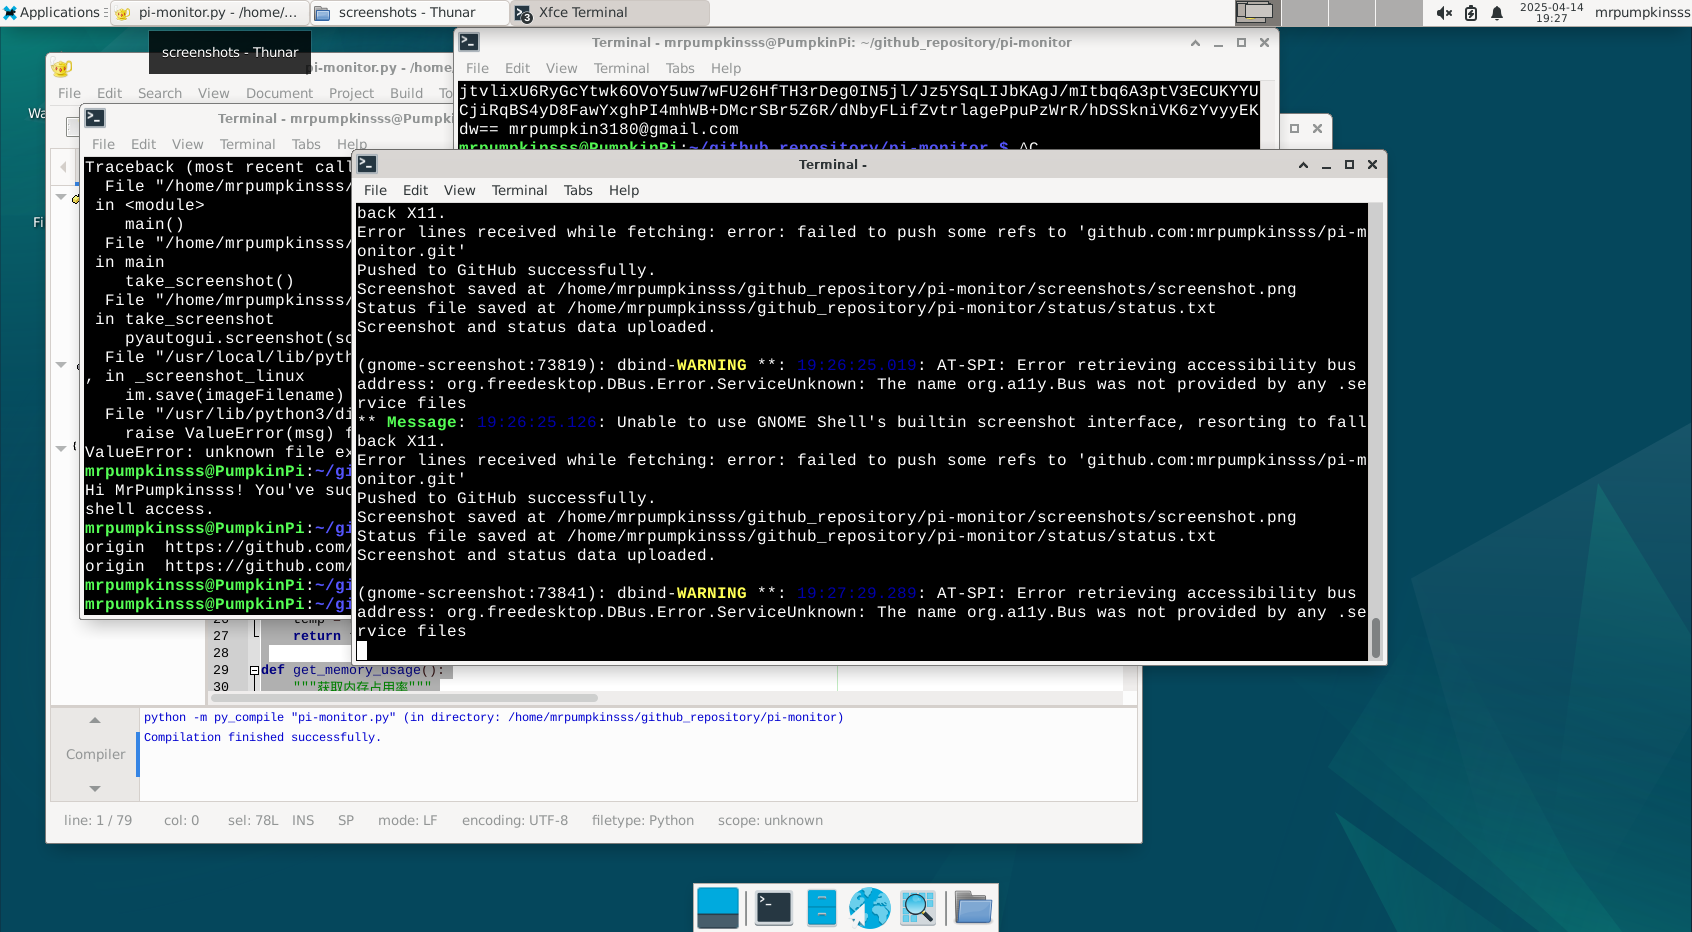 Applications
pi-monitor.py - /home/...
screenshots - Thunar
Xfce Terminal
3
2025-04-14
19:27
mrpumpkinsss
screenshots - Thunar
Wa
Fi
pi-monitor.py - /home/
File Edit Search View Document Project Build To
Terminal - mrpumpkinsss@PumpkinPi: ~/github_repository/pi-monitor
File Edit View Terminal Tabs Help
jtvlixU6RyGcYtwk6OVoY5uw7wFU26HfTH3rDeg0IN5jl/Jz5YSqLIJbKAgJ/mItbq6A3ptV3ECUKYYU
CjiRqBS4yD8FawYxghPI4mhWB+DMcrSBr5Z6R/dNbyFLifZvtrlagePpuPzWrR/hDSSkniVK6zYvyyEK
dw== mrpumpkin3180@gmail.com
mrpumpkinsss@PumpkinPi:~/github_repository/pi-monitor $ ^C
Terminal - mrpumpkinsss@Pumpki
File Edit View Terminal Tabs Help
Traceback (most recent call
File "/home/mrpumpkinsss/
in <module>
main()
File "/home/mrpumpkinsss/
in main
take_screenshot()
File "/home/mrpumpkinsss/
in take_screenshot
pyautogui.screenshot(sc
File "/usr/local/lib/pyth
, in _screenshot_linux
im.save(imageFilename)
File "/usr/lib/python3/di
raise ValueError(msg) f
ValueError: unknown file ex
mrpumpkinsss@PumpkinPi:~/gi
Hi MrPumpkinsss! You've suc
shell access.
mrpumpkinsss@PumpkinPi:~/gi
origin  https://github.com/
origin  https://github.com/
mrpumpkinsss@PumpkinPi:~/gi
mrpumpkinsss@PumpkinPi:~/gi
Terminal -
File Edit View Terminal Tabs Help
back X11.
Error lines received while fetching: error: failed to push some refs to 'github.com:mrpumpkinsss/pi-m
onitor.git'
Pushed to GitHub successfully.
Screenshot saved at /home/mrpumpkinsss/github_repository/pi-monitor/screenshots/screenshot.png
Status file saved at /home/mrpumpkinsss/github_repository/pi-monitor/status/status.txt
Screenshot and status data uploaded.
(gnome-screenshot:73819): dbind-WARNING **: 19:26:25.019: AT-SPI: Error retrieving accessibility bus
address: org.freedesktop.DBus.Error.ServiceUnknown: The name org.a11y.Bus was not provided by any .se
rvice files
** Message: 19:26:25.126: Unable to use GNOME Shell's builtin screenshot interface, resorting to fall
back X11.
Error lines received while fetching: error: failed to push some refs to 'github.com:mrpumpkinsss/pi-m
onitor.git'
Pushed to GitHub successfully.
Screenshot saved at /home/mrpumpkinsss/github_repository/pi-monitor/screenshots/screenshot.png
Status file saved at /home/mrpumpkinsss/github_repository/pi-monitor/status/status.txt
Screenshot and status data uploaded.
(gnome-screenshot:73841): dbind-WARNING **: 19:27:29.289: AT-SPI: Error retrieving accessibility bus
address: org.freedesktop.DBus.Error.ServiceUnknown: The name org.a11y.Bus was not provided by any .se
rvice files
26 temp =
27 return
28
29 def get_memory_usage():
30 """获取内存占用率"""
Compiler
python -m py_compile "pi-monitor.py" (in directory: /home/mrpumpkinsss/github_repository/pi-monitor)
Compilation finished successfully.
line: 1 / 79 col: 0 sel: 78L INS SP mode: LF encoding: UTF-8 filetype: Python scope: unknown